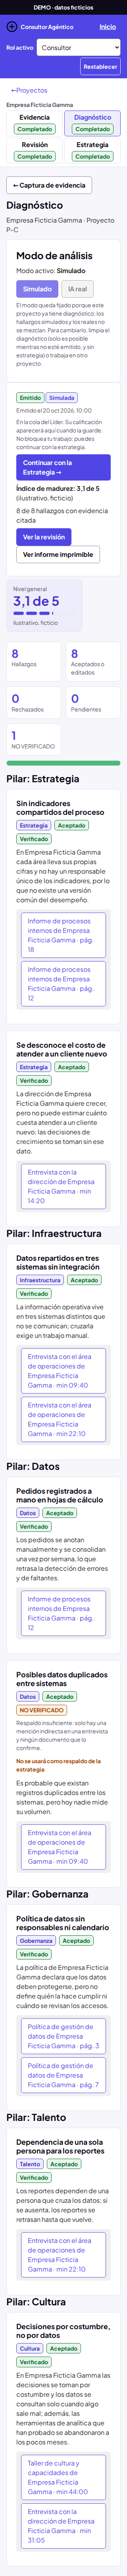 DEMO · datos ficticios
Consultor Agéntico
Inicio
Rol activo
Consultor
Restablecer
←Proyectos
Empresa Ficticia Gamma
Evidencia
Completado
Diagnóstico
Completado
Revisión
Completado
Estrategia
Completado
← Captura de evidencia
Diagnóstico
Empresa Ficticia Gamma · Proyecto
P-C
Modo de análisis
Modo activo: Simulado
Simulado
IA real
El modo queda fijado porque este
proyecto ya tiene un diagnóstico: los
hallazgos simulados y los reales no
se mezclan. Para cambiarlo, limpia el
diagnóstico (solo es posible
mientras no esté emitido, y sin
estrategia) o trabaja en otro
proyecto.
Emitido
Simulada
Emitido el 20 oct 2026, 10:00
En la cola del Líder: Su calificación
aparecerá aquí cuando la guarde.
No bloquea tu trabajo: puedes
continuar con la estrategia.
Continuar con la
Estrategia →
Índice de madurez: 3,1 de 5
(ilustrativo, ficticio)
8 de 8 hallazgos con evidencia
citada
Ver la revisión
Ver informe imprimible
Nivel general
3,1 de 5
Ilustrativo, ficticio
8
Hallazgos
8
Aceptados o
editados
0
Rechazados
0
Pendientes
1
NO VERIFICADO
Pilar: Estrategia
Sin indicadores
compartidos del proceso
Estrategia
Aceptado
Verificado
En Empresa Ficticia Gamma
cada área lleva sus propias
cifras y no hay un responsable
único de los indicadores, por lo
que no existe una versión
común del desempeño.
Informe de procesos
internos de Empresa
Ficticia Gamma · pág.
18
Informe de procesos
internos de Empresa
Ficticia Gamma · pág.
12
Se desconoce el costo de
atender a un cliente nuevo
Estrategia
Aceptado
Verificado
La dirección de Empresa
Ficticia Gamma quiere crecer,
pero no conoce cuánto cuesta
atender a un cliente
nuevo; las decisiones de
crecimiento se toman sin ese
dato.
Entrevista con la
dirección de Empresa
Ficticia Gamma · min
14:20
Pilar: Infraestructura
Datos repartidos en tres
sistemas sin integración
Infraestructura
Aceptado
Verificado
La información operativa vive
en tres sistemas distintos que
no se comunican; cruzarla
exige un trabajo manual.
Entrevista con el área
de operaciones de
Empresa Ficticia
Gamma · min 09:40
Entrevista con el área
de operaciones de
Empresa Ficticia
Gamma · min 22:10
Pilar: Datos
Pedidos registrados a
mano en hojas de cálculo
Datos
Aceptado
Verificado
Los pedidos se anotan
manualmente y se consolidan
una vez por semana, lo que
retrasa la detección de errores
y de faltantes.
Informe de procesos
internos de Empresa
Ficticia Gamma · pág.
12
Posibles datos duplicados
entre sistemas
Datos
Aceptado
NO VERIFICADO
Respaldo insuficiente: solo hay una
mención indirecta en una entrevista
y ningún documento que lo
confirme.
No se usará como respaldo de la
estrategia
Es probable que existan
registros duplicados entre los
sistemas, pero hoy nadie mide
su volumen.
Entrevista con el área
de operaciones de
Empresa Ficticia
Gamma · min 09:40
Pilar: Gobernanza
Política de datos sin
responsables ni calendario
Gobernanza
Aceptado
Verificado
La política de Empresa Ficticia
Gamma declara que los datos
deben protegerse, pero no
define quién la hace cumplir ni
cuándo se revisan los accesos.
Política de gestión de
datos de Empresa
Ficticia Gamma · pág. 3
Política de gestión de
datos de Empresa
Ficticia Gamma · pág. 7
Pilar: Talento
Dependencia de una sola
persona para los reportes
Talento
Aceptado
Verificado
Los reportes dependen de una
persona que cruza los datos; si
se ausenta, los reportes se
retrasan hasta que vuelve.
Entrevista con el área
de operaciones de
Empresa Ficticia
Gamma · min 22:10
Pilar: Cultura
Decisiones por costumbre,
no por datos
Cultura
Aceptado
Verificado
En Empresa Ficticia Gamma las
decisiones se toman por
costumbre y los datos se
consultan solo cuando algo
sale mal; además, las
herramientas de analítica que
han probado se abandonaron a
los pocos meses.
Taller de cultura y
capacidades de
Empresa Ficticia
Gamma · min 44:00
Entrevista con la
dirección de Empresa
Ficticia Gamma · min
31:05